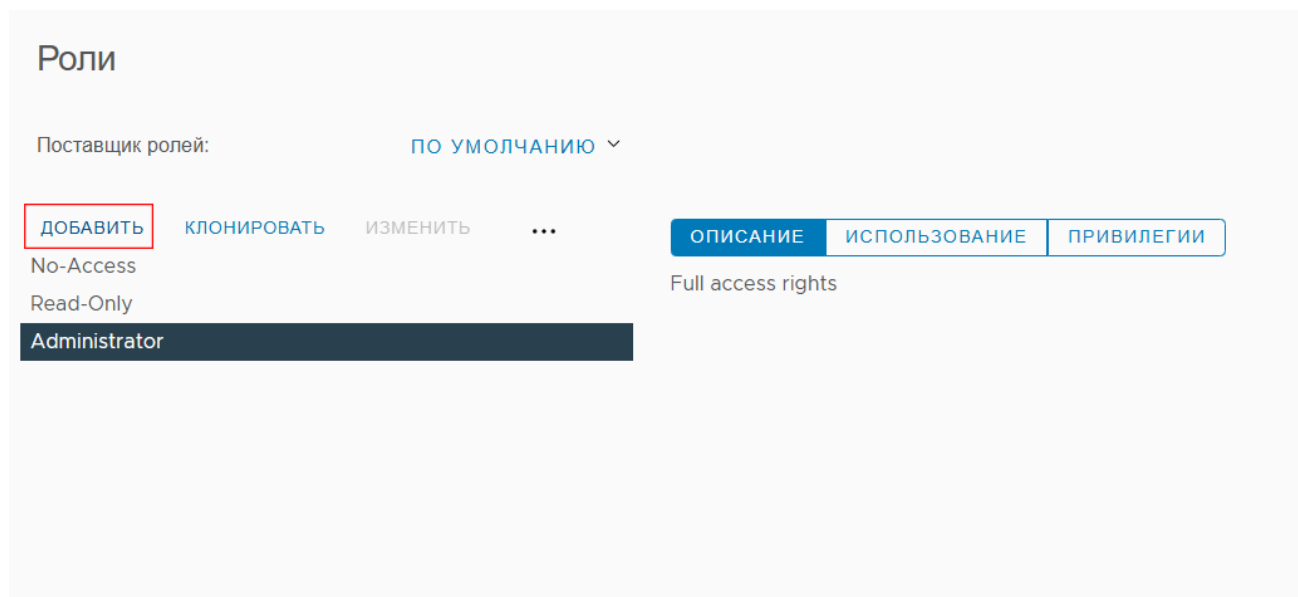 Роли
Поставщик ролей: ПО УМОЛЧАНИЮ
ДОБАВИТЬ КЛОНИРОВАТЬ ИЗМЕНИТЬ ...
No-Access
Read-Only
Administrator
ОПИСАНИЕ ИСПОЛЬЗОВАНИЕ ПРИВИЛЕГИИ
Full access rights